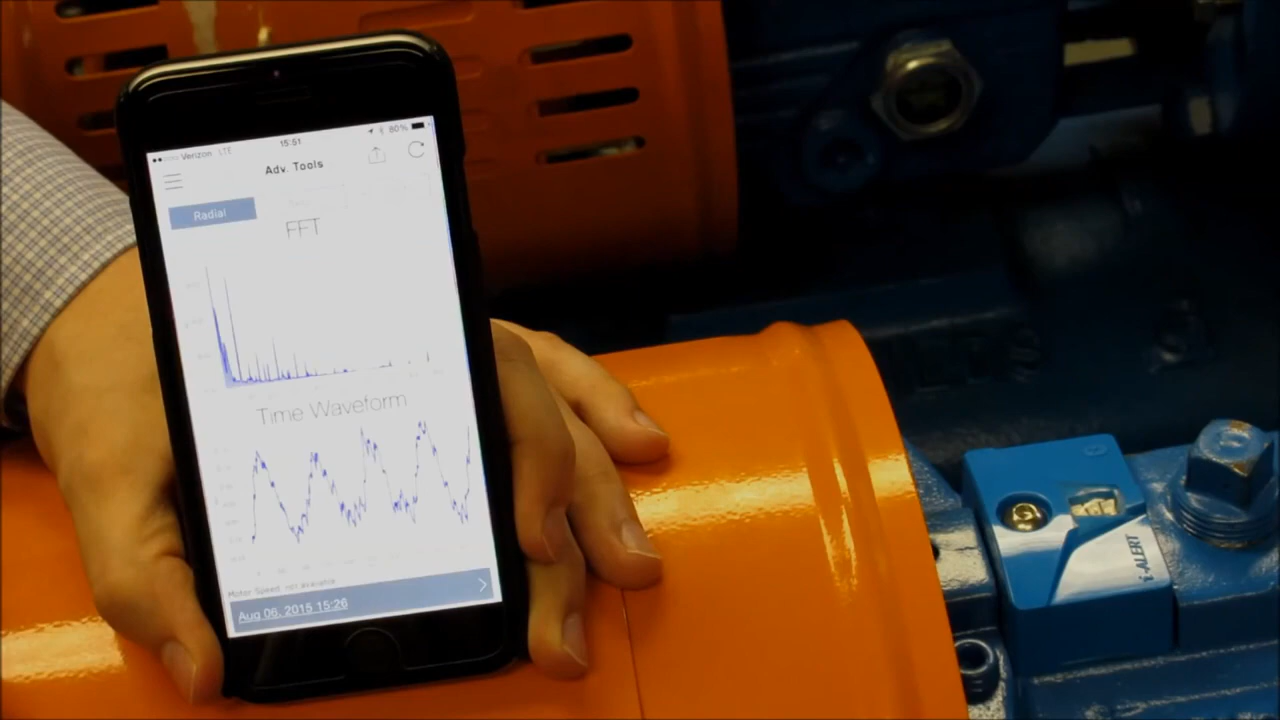 Verizon LTE 15:51 80%
Adv. Tools
Radial
FFT
Time Waveform
Motor Speed: not available
Aug 06, 2015 15:26
i-ALERT